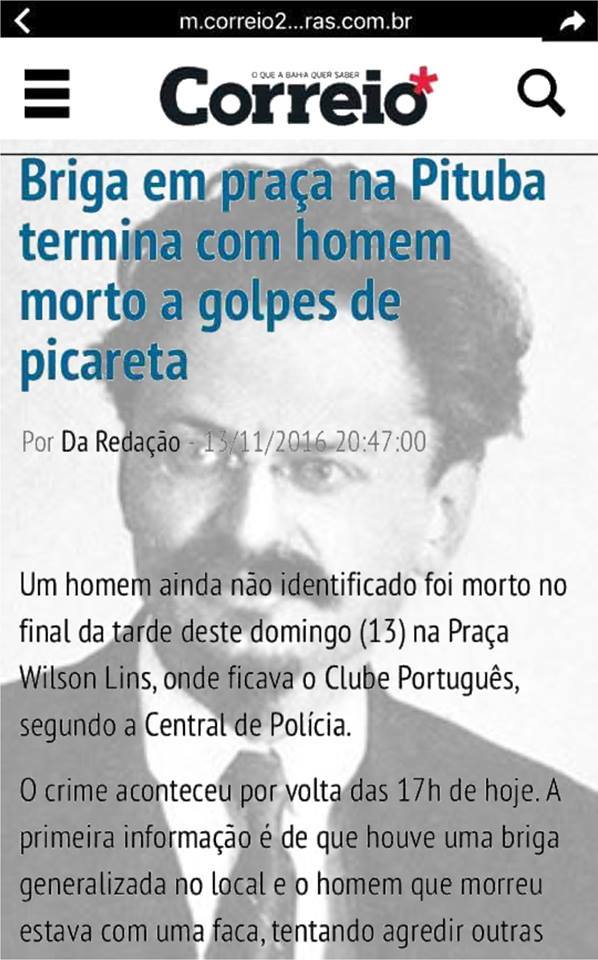 m.correio2...ras.com.br
O QUE A BAHIA QUER SABER
Correio*
Briga em praça na Pituba
termina com homem
morto a golpes de
picareta
Por Da Redação - 13/11/2016 20:47:00
Um homem ainda não identificado foi morto no
final da tarde deste domingo (13) na Praça
Wilson Lins, onde ficava o Clube Português,
segundo a Central de Polícia.
O crime aconteceu por volta das 17h de hoje. A
primeira informação é de que houve uma briga
generalizada no local e o homem que morreu
estava com uma faca, tentando agredir outras